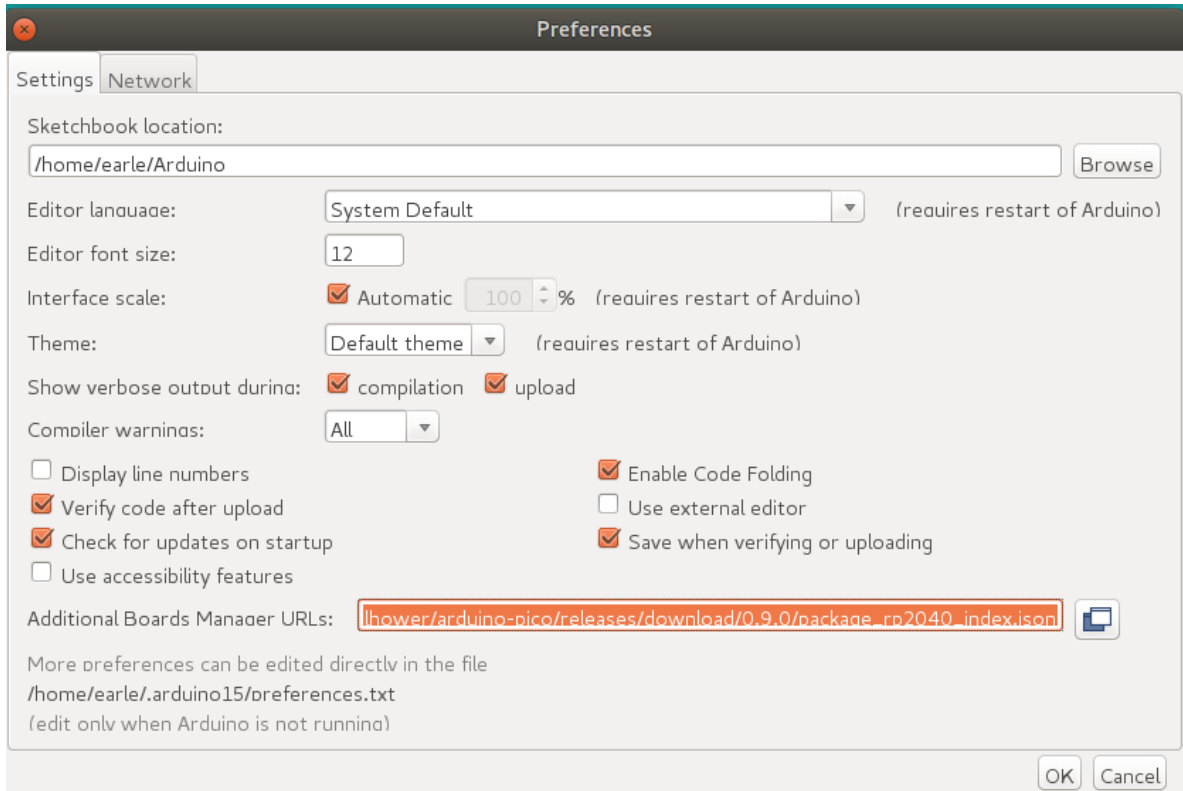 Preferences
Settings Network
Sketchbook location:
/home/earle/Arduino Browse
Editor language: System Default (requires restart of Arduino)
Editor font size: 12
Interface scale: Automatic 100 % (requires restart of Arduino)
Theme: Default theme (requires restart of Arduino)
Show verbose output during: compilation upload
Compiler warnings: All
Display line numbers Enable Code Folding
Verify code after upload Use external editor
Check for updates on startup Save when verifying or uploading
Use accessibility features
Additional Boards Manager URLs: lhower/arduino-pico/releases/download/0.9.0/package_rp2040_index.json
More preferences can be edited directly in the file
/home/earle/.arduino15/preferences.txt
(edit only when Arduino is not running)
OK Cancel